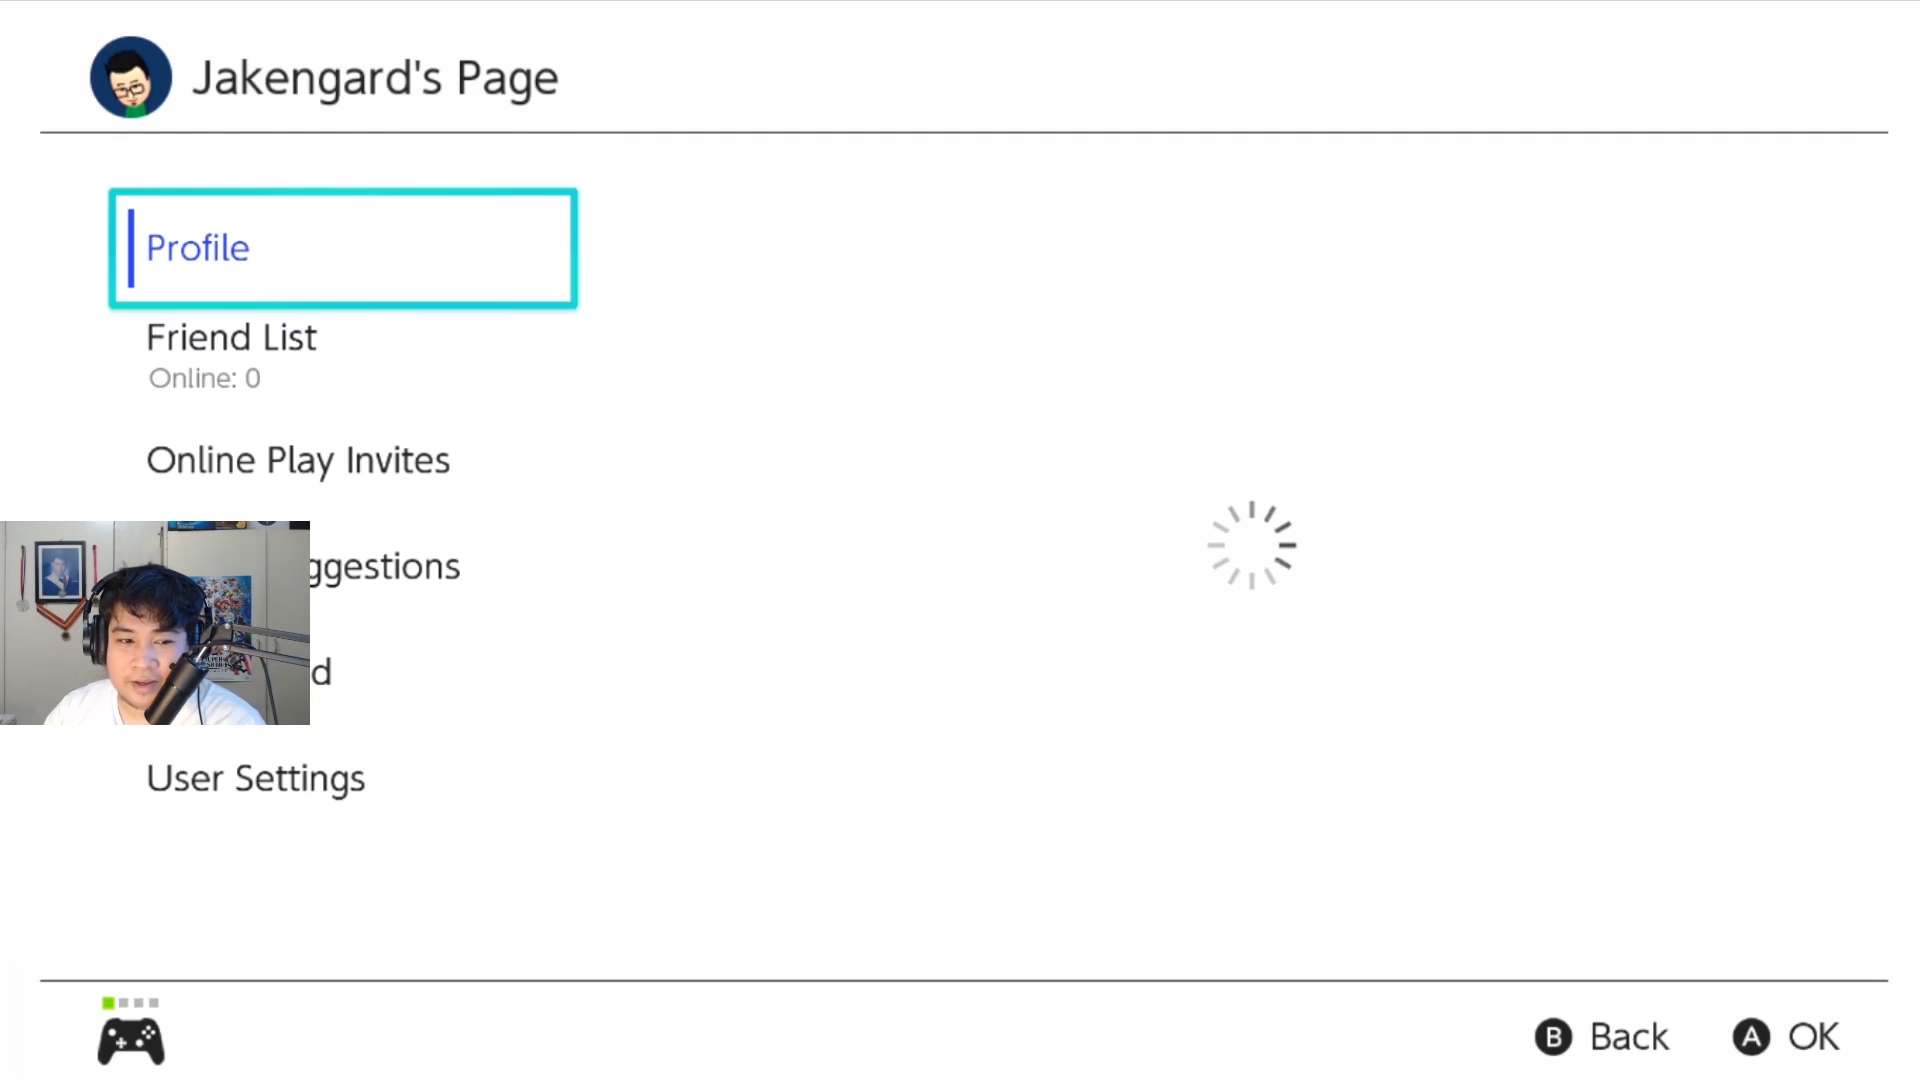 Jakengard's Page
Profile
Friend List
Online: 0
Online Play Invites
ggestions
d
User Settings
B Back
A OK